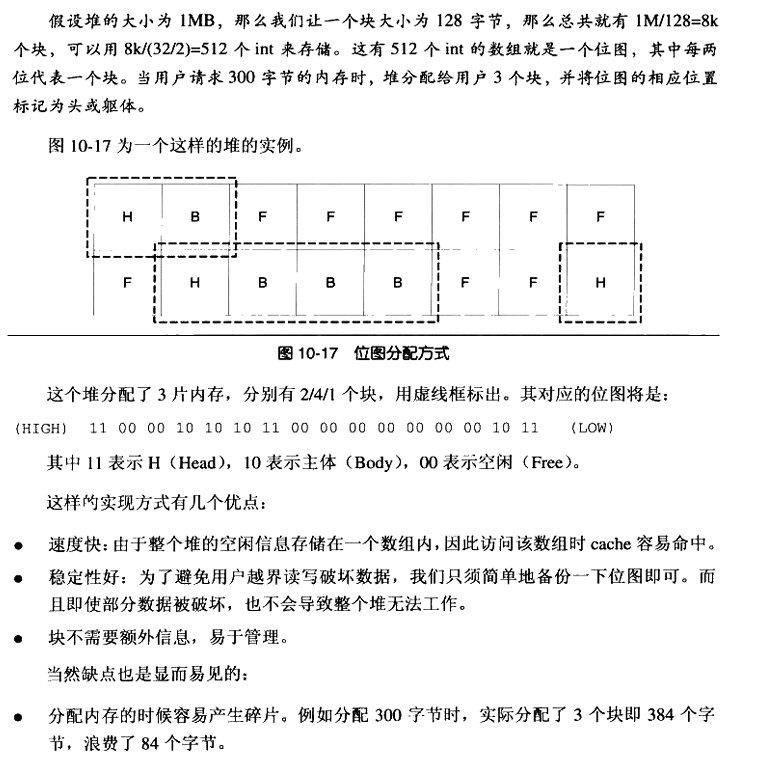 假设堆的大小为 1MB，那么我们让一个块大小为 128 字节，那么总共就有 1M/128=8k
个块，可以用 8k/(32/2)=512 个 int 来存储。这有 512 个 int 的数组就是一个位图，其中每两
位代表一个块。当用户请求 300 字节的内存时，堆分配给用户 3 个块，并将位图的相应位置
标记为头或躯体。
图 10-17 为一个这样的堆的实例。
H B F F F F F F
F H B B B F F H
图 10-17 位图分配方式
这个堆分配了 3 片内存，分别有 2/4/1 个块，用虚线框标出。其对应的位图将是：
(HIGH) 11 00 00 10 10 10 11 00 00 00 00 00 00 00 10 11 (LOW)
其中 11 表示 H（Head），10 表示主体（Body），00 表示空闲（Free）。
这样的实现方式有几个优点：
● 速度快：由于整个堆的空闲信息存储在一个数组内，因此访问该数组时 cache 容易命中。
● 稳定性好：为了避免用户越界读写破坏数据，我们只须简单地备份一下位图即可。而
且即使部分数据被破坏，也不会导致整个堆无法工作。
● 块不需要额外信息，易于管理。
当然缺点也是显而易见的：
● 分配内存的时候容易产生碎片。例如分配 300 字节时，实际分配了 3 个块即 384 个字
节，浪费了 84 个字节。